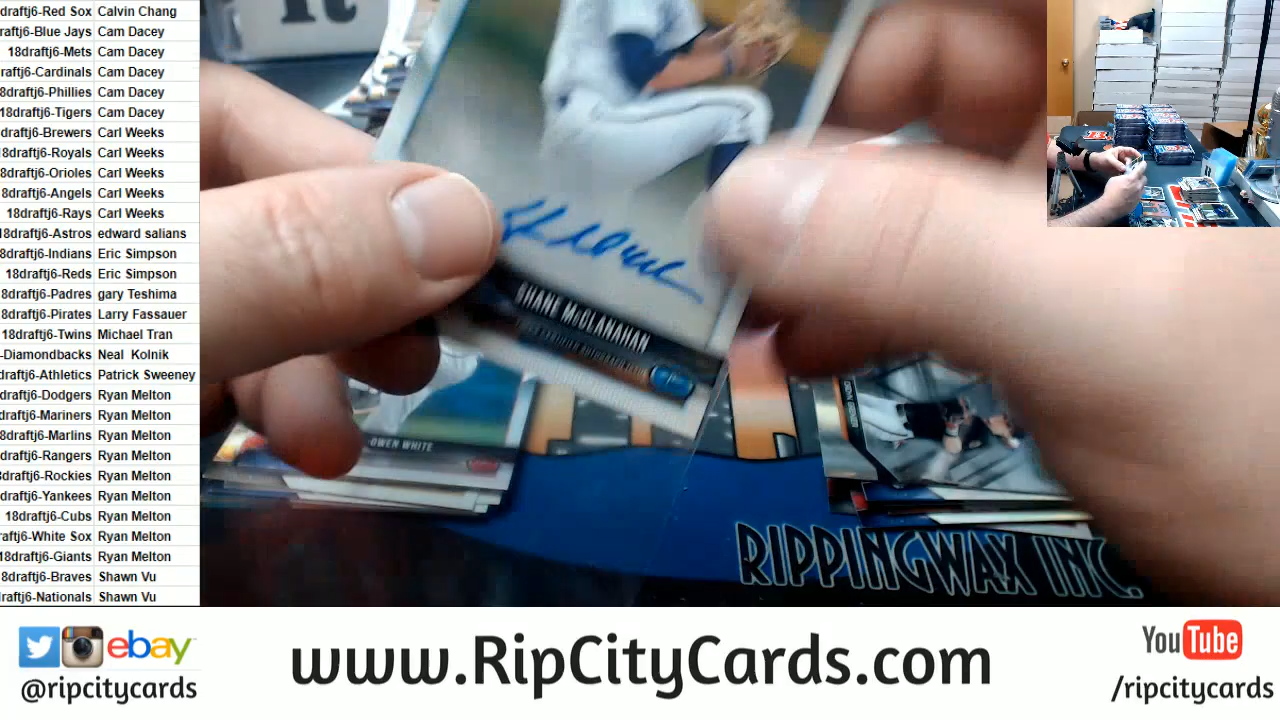 draftj6-Red Sox Calvin Chang
raftj6-Blue Jays Cam Dacey
18draftj6-Mets Cam Dacey
raftj6-Cardinals Cam Dacey
8draftj6-Phillies Cam Dacey
18draftj6-Tigers Cam Dacey
draftj6-Brewers Carl Weeks
18draftj6-Royals Carl Weeks
8draftj6-Orioles Carl Weeks
8draftj6-Angels Carl Weeks
18draftj6-Rays Carl Weeks
18draftj6-Astros edward salians
8draftj6-Indians Eric Simpson
18draftj6-Reds Eric Simpson
8draftj6-Padres gary Teshima
8draftj6-Pirates Larry Fassauer
18draftj6-Twins Michael Tran
-Diamondbacks Neal Kolnik
draftj6-Athletics Patrick Sweeney
draftj6-Dodgers Ryan Melton
draftj6-Mariners Ryan Melton
8draftj6-Marlins Ryan Melton
draftj6-Rangers Ryan Melton
8draftj6-Rockies Ryan Melton
draftj6-Yankees Ryan Melton
18draftj6-Cubs Ryan Melton
aftj6-White Sox Ryan Melton
18draftj6-Giants Ryan Melton
8draftj6-Braves Shawn Vu
raftj6-Nationals Shawn Vu
SHANE McCLANAHAN
OWEN WHITE
RIPPINGWAX INC.
ebay
@ripcitycards
www.RipCityCards.com
YouTube
/ripcitycards